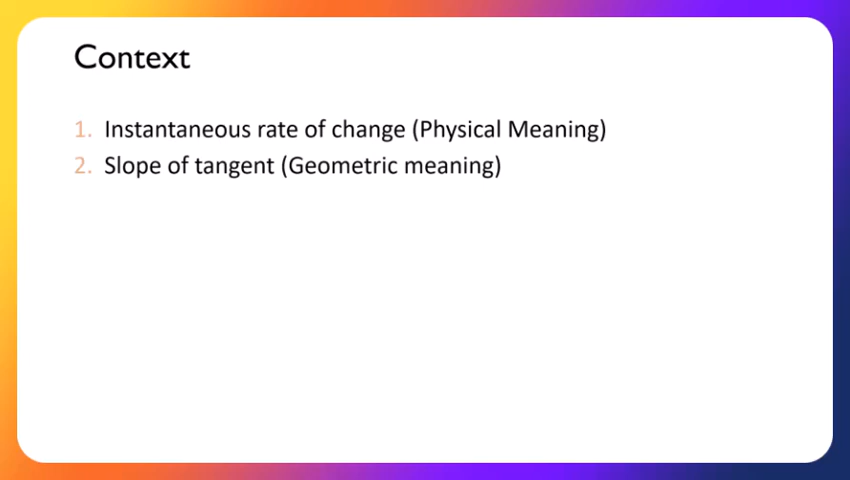 Context
1. Instantaneous rate of change (Physical Meaning)
2. Slope of tangent (Geometric meaning)